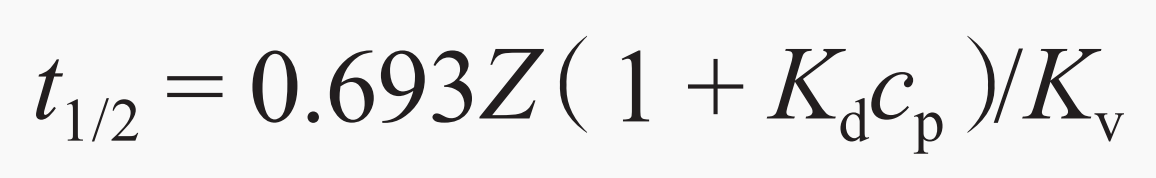 t1/2 = 0.693Z( 1 + Kdcp )/Kv